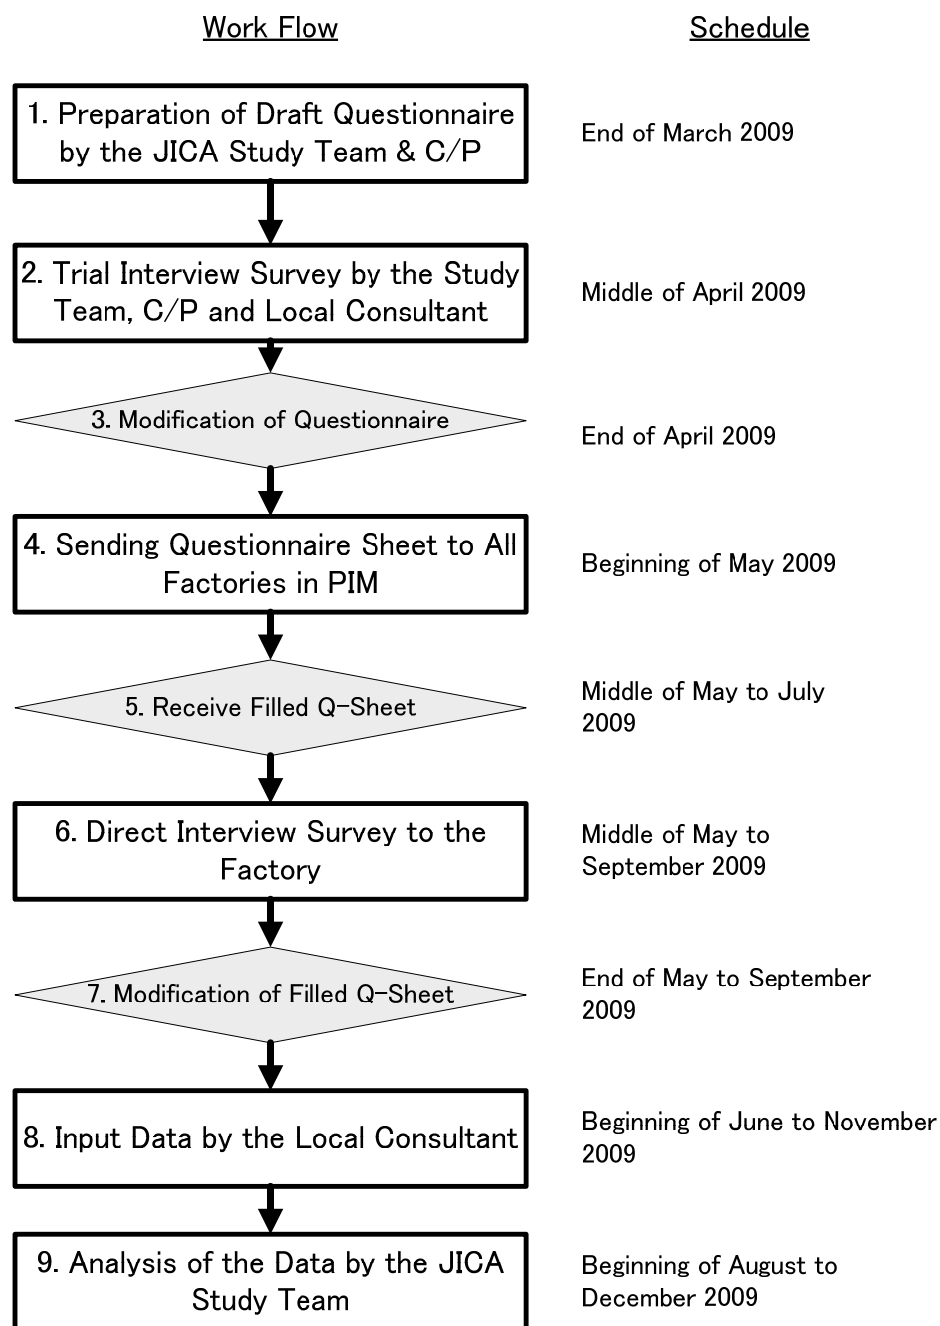 Work Flow
Schedule
1. Preparation of Draft Questionnaire
by the JICA Study Team & C/P
End of March 2009
2. Trial Interview Survey by the Study
Team, C/P and Local Consultant
Middle of April 2009
3. Modification of Questionnaire
End of April 2009
4. Sending Questionnaire Sheet to All
Factories in PIM
Beginning of May 2009
5. Receive Filled Q-Sheet
Middle of May to July
2009
6. Direct Interview Survey to the
Factory
Middle of May to
September 2009
7. Modification of Filled Q-Sheet
End of May to September
2009
8. Input Data by the Local Consultant
Beginning of June to November
2009
9. Analysis of the Data by the JICA
Study Team
Beginning of August to
December 2009